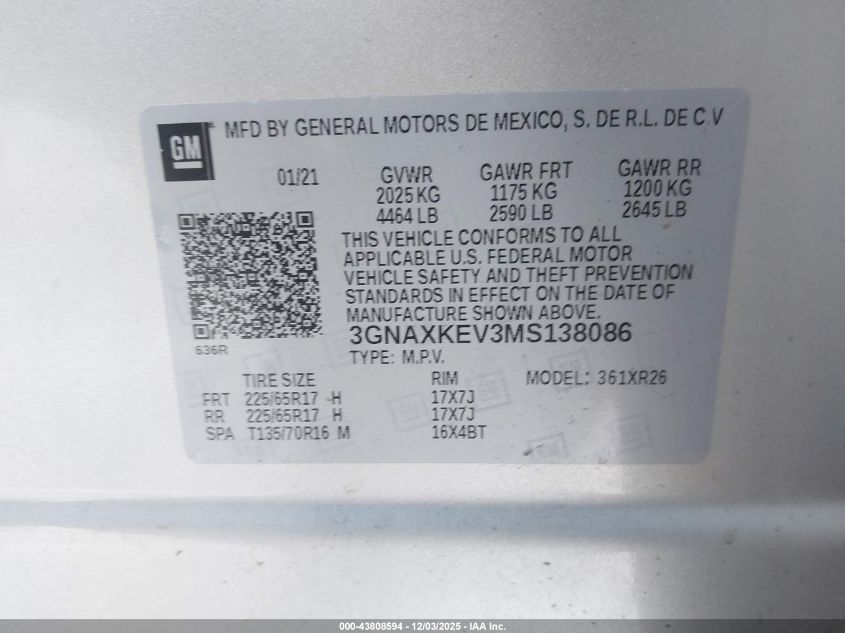 GM MFD BY GENERAL MOTORS DE MEXICO, S. DE R.L. DE C.V
01/21 GVWR GAWR FRT GAWR RR
2025 KG 1175 KG 1200 KG
4464 LB 2590 LB 2645 LB
THIS VEHICLE CONFORMS TO ALL
APPLICABLE U.S. FEDERAL MOTOR
VEHICLE SAFETY AND THEFT PREVENTION
STANDARDS IN EFFECT ON THE DATE OF
MANUFACTURE SHOWN ABOVE.
3GNAXKEV3MS138086
636R
TYPE: M.P.V.
TIRE SIZE RIM MODEL: 361XR26
FRT 225/65R17 H 17X7J
RR 225/65R17 H 17X7J
SPA T135/70R16 M 16X4BT
000-43808594 - 12/03/2025 - IAA Inc.